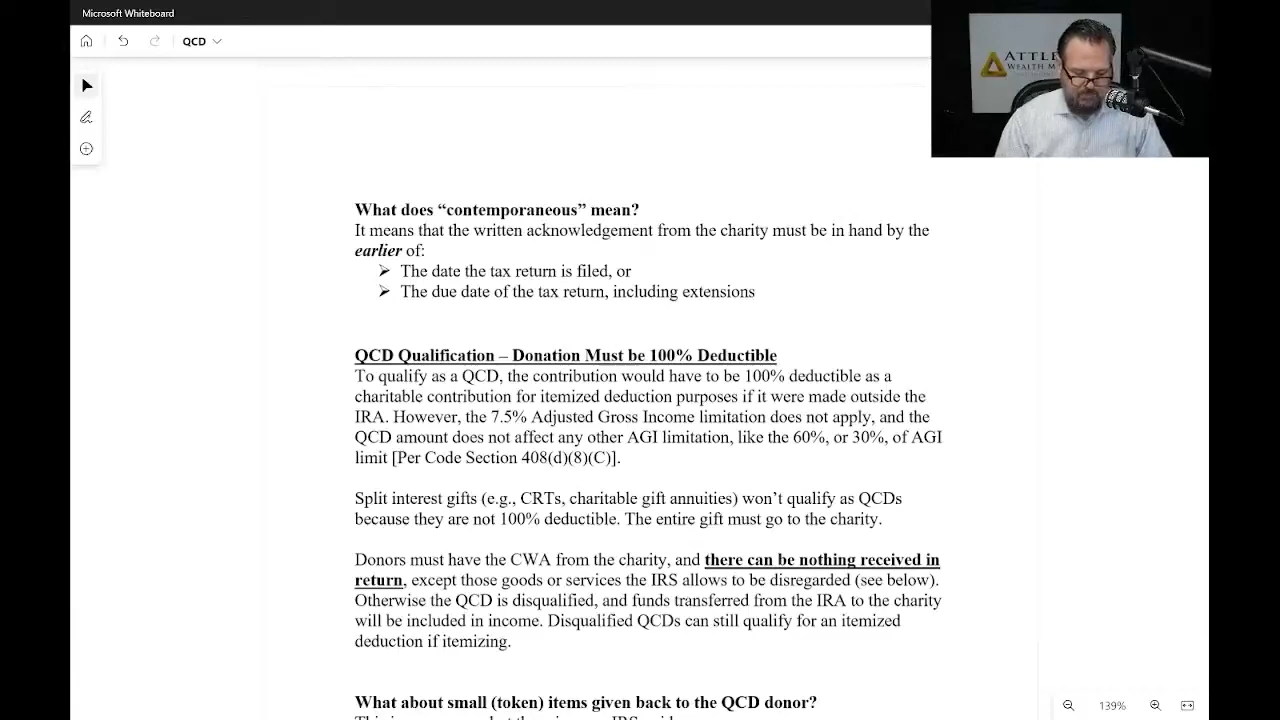 Microsoft Whiteboard
QCD
What does “contemporaneous” mean?
It means that the written acknowledgement from the charity must be in hand by the
earlier of:
➢ The date the tax return is filed, or
➢ The due date of the tax return, including extensions
QCD Qualification – Donation Must be 100% Deductible
To qualify as a QCD, the contribution would have to be 100% deductible as a
charitable contribution for itemized deduction purposes if it were made outside the
IRA. However, the 7.5% Adjusted Gross Income limitation does not apply, and the
QCD amount does not affect any other AGI limitation, like the 60%, or 30%, of AGI
limit [Per Code Section 408(d)(8)(C)].
Split interest gifts (e.g., CRTs, charitable gift annuities) won’t qualify as QCDs
because they are not 100% deductible. The entire gift must go to the charity.
Donors must have the CWA from the charity, and there can be nothing received in
return, except those goods or services the IRS allows to be disregarded (see below).
Otherwise the QCD is disqualified, and funds transferred from the IRA to the charity
will be included in income. Disqualified QCDs can still qualify for an itemized
deduction if itemizing.
What about small (token) items given back to the QCD donor?
139%
ATTLE
WEALTH M